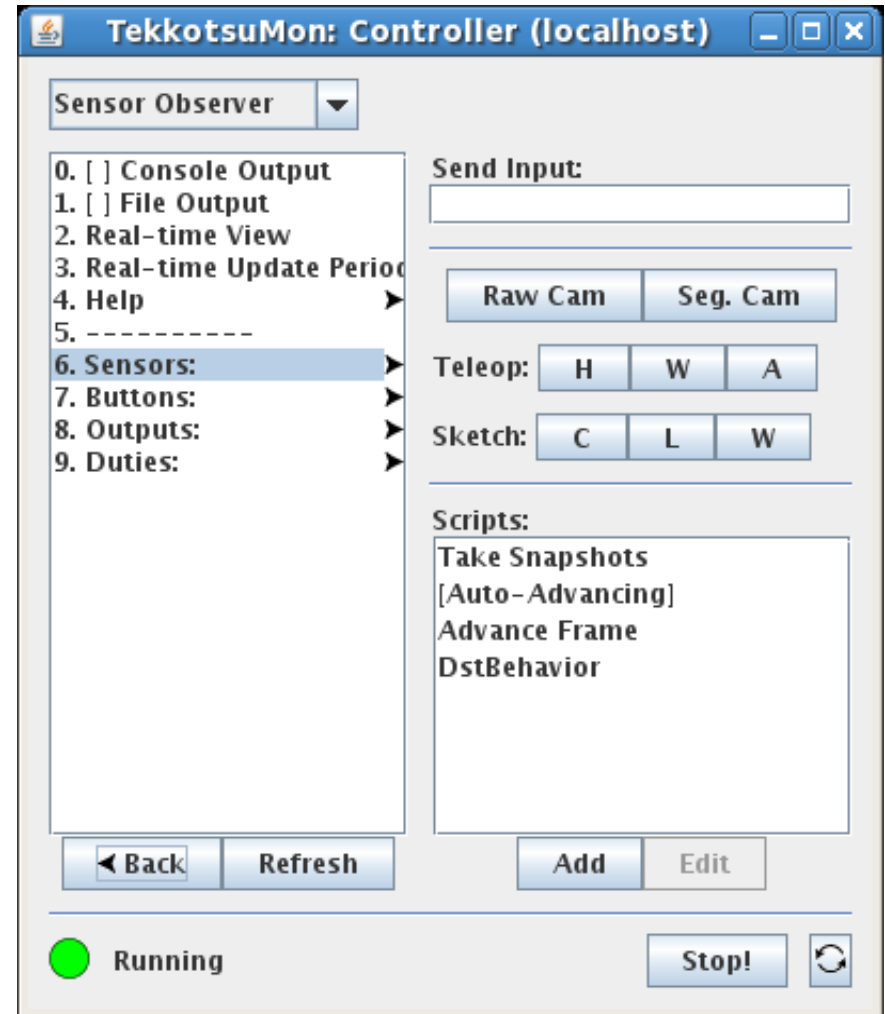 TekkotsuMon: Controller (localhost)
Sensor Observer
0. [ ] Console Output
1. [ ] File Output
2. Real-time View
3. Real-time Update Perioc
4. Help
5. ----------
6. Sensors:
7. Buttons:
8. Outputs:
9. Duties:
Back Refresh
Send Input:
Raw Cam Seg. Cam
Teleop: H W A
Sketch: C L W
Scripts:
Take Snapshots
[Auto-Advancing]
Advance Frame
DstBehavior
Add Edit
Running Stop!